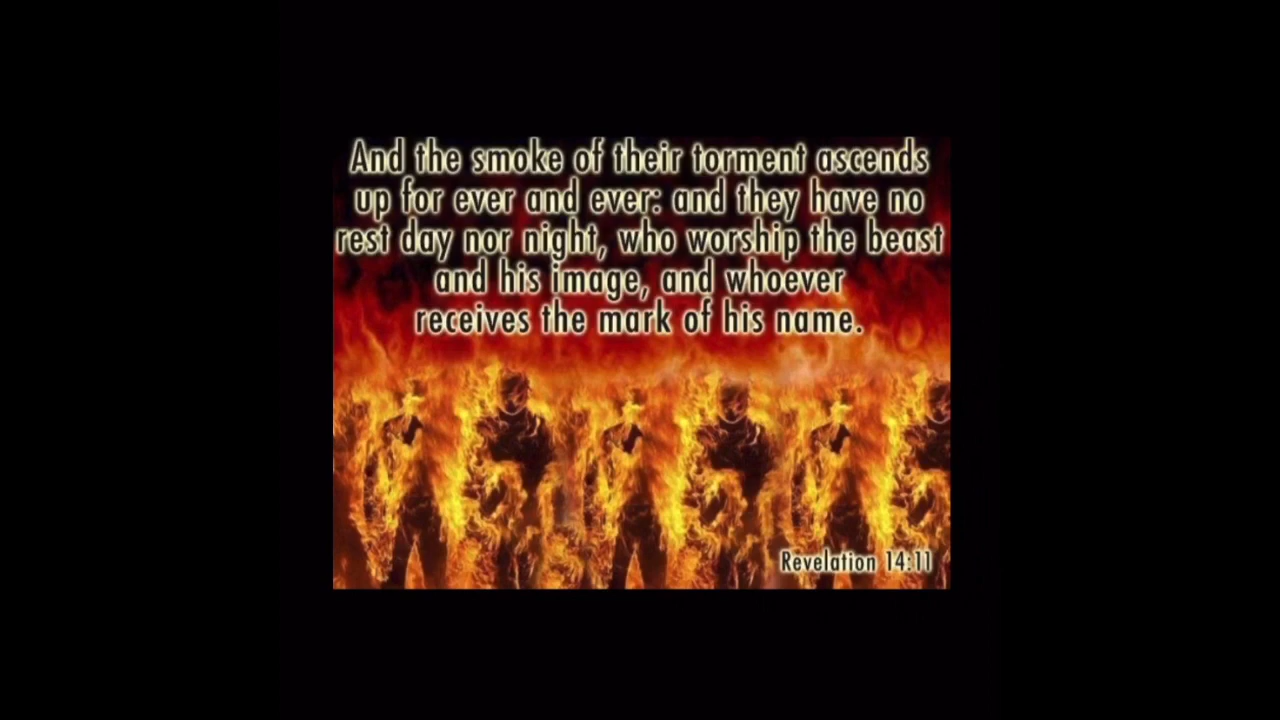 And the smoke of their torment ascends
up for ever and ever: and they have no
rest day nor night, who worship the beast
and his image, and whoever
receives the mark of his name.
Revelation 14:11